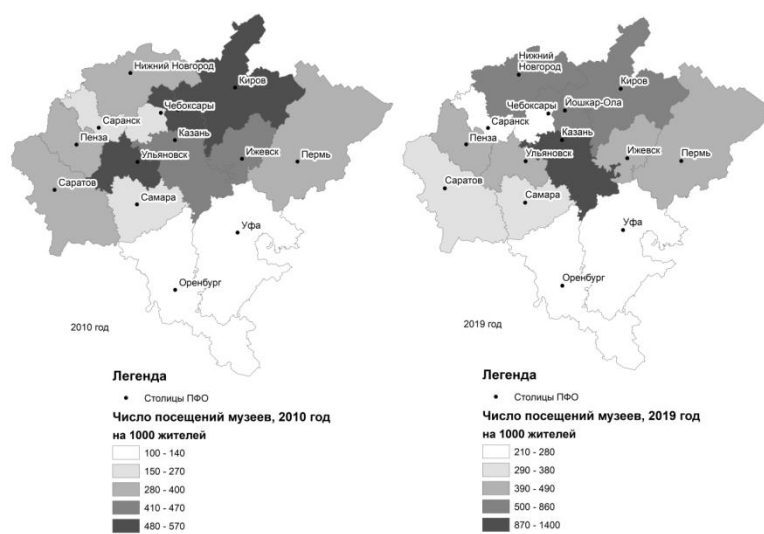 Нижний Новгород
Киров
Чебоксары
Саранск
Пенза
Казань
Ульяновск
Ижевск
Пермь
Саратов
Самара
Уфа
Оренбург
2010 год
Легенда
Столицы ПФО
Число посещений музеев, 2010 год
на 1000 жителей
100 - 140
150 - 270
280 - 400
410 - 470
480 - 570
Нижний
Новгород
Киров
Чебоксары
Йошкар-Ола
Саранск
Казань
Пенза
Ульяновск
Ижевск
Пермь
Саратов
Самара
Уфа
Оренбург
2019 год
Легенда
Столицы ПФО
Число посещений музеев, 2019 год
на 1000 жителей
210 - 280
290 - 380
390 - 490
500 - 860
870 - 1400